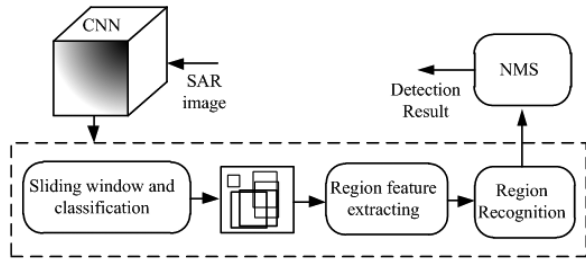 CNN
SAR
image
NMS
Detection
Result
Sliding window and
classification
Region feature
extracting
Region
Recognition